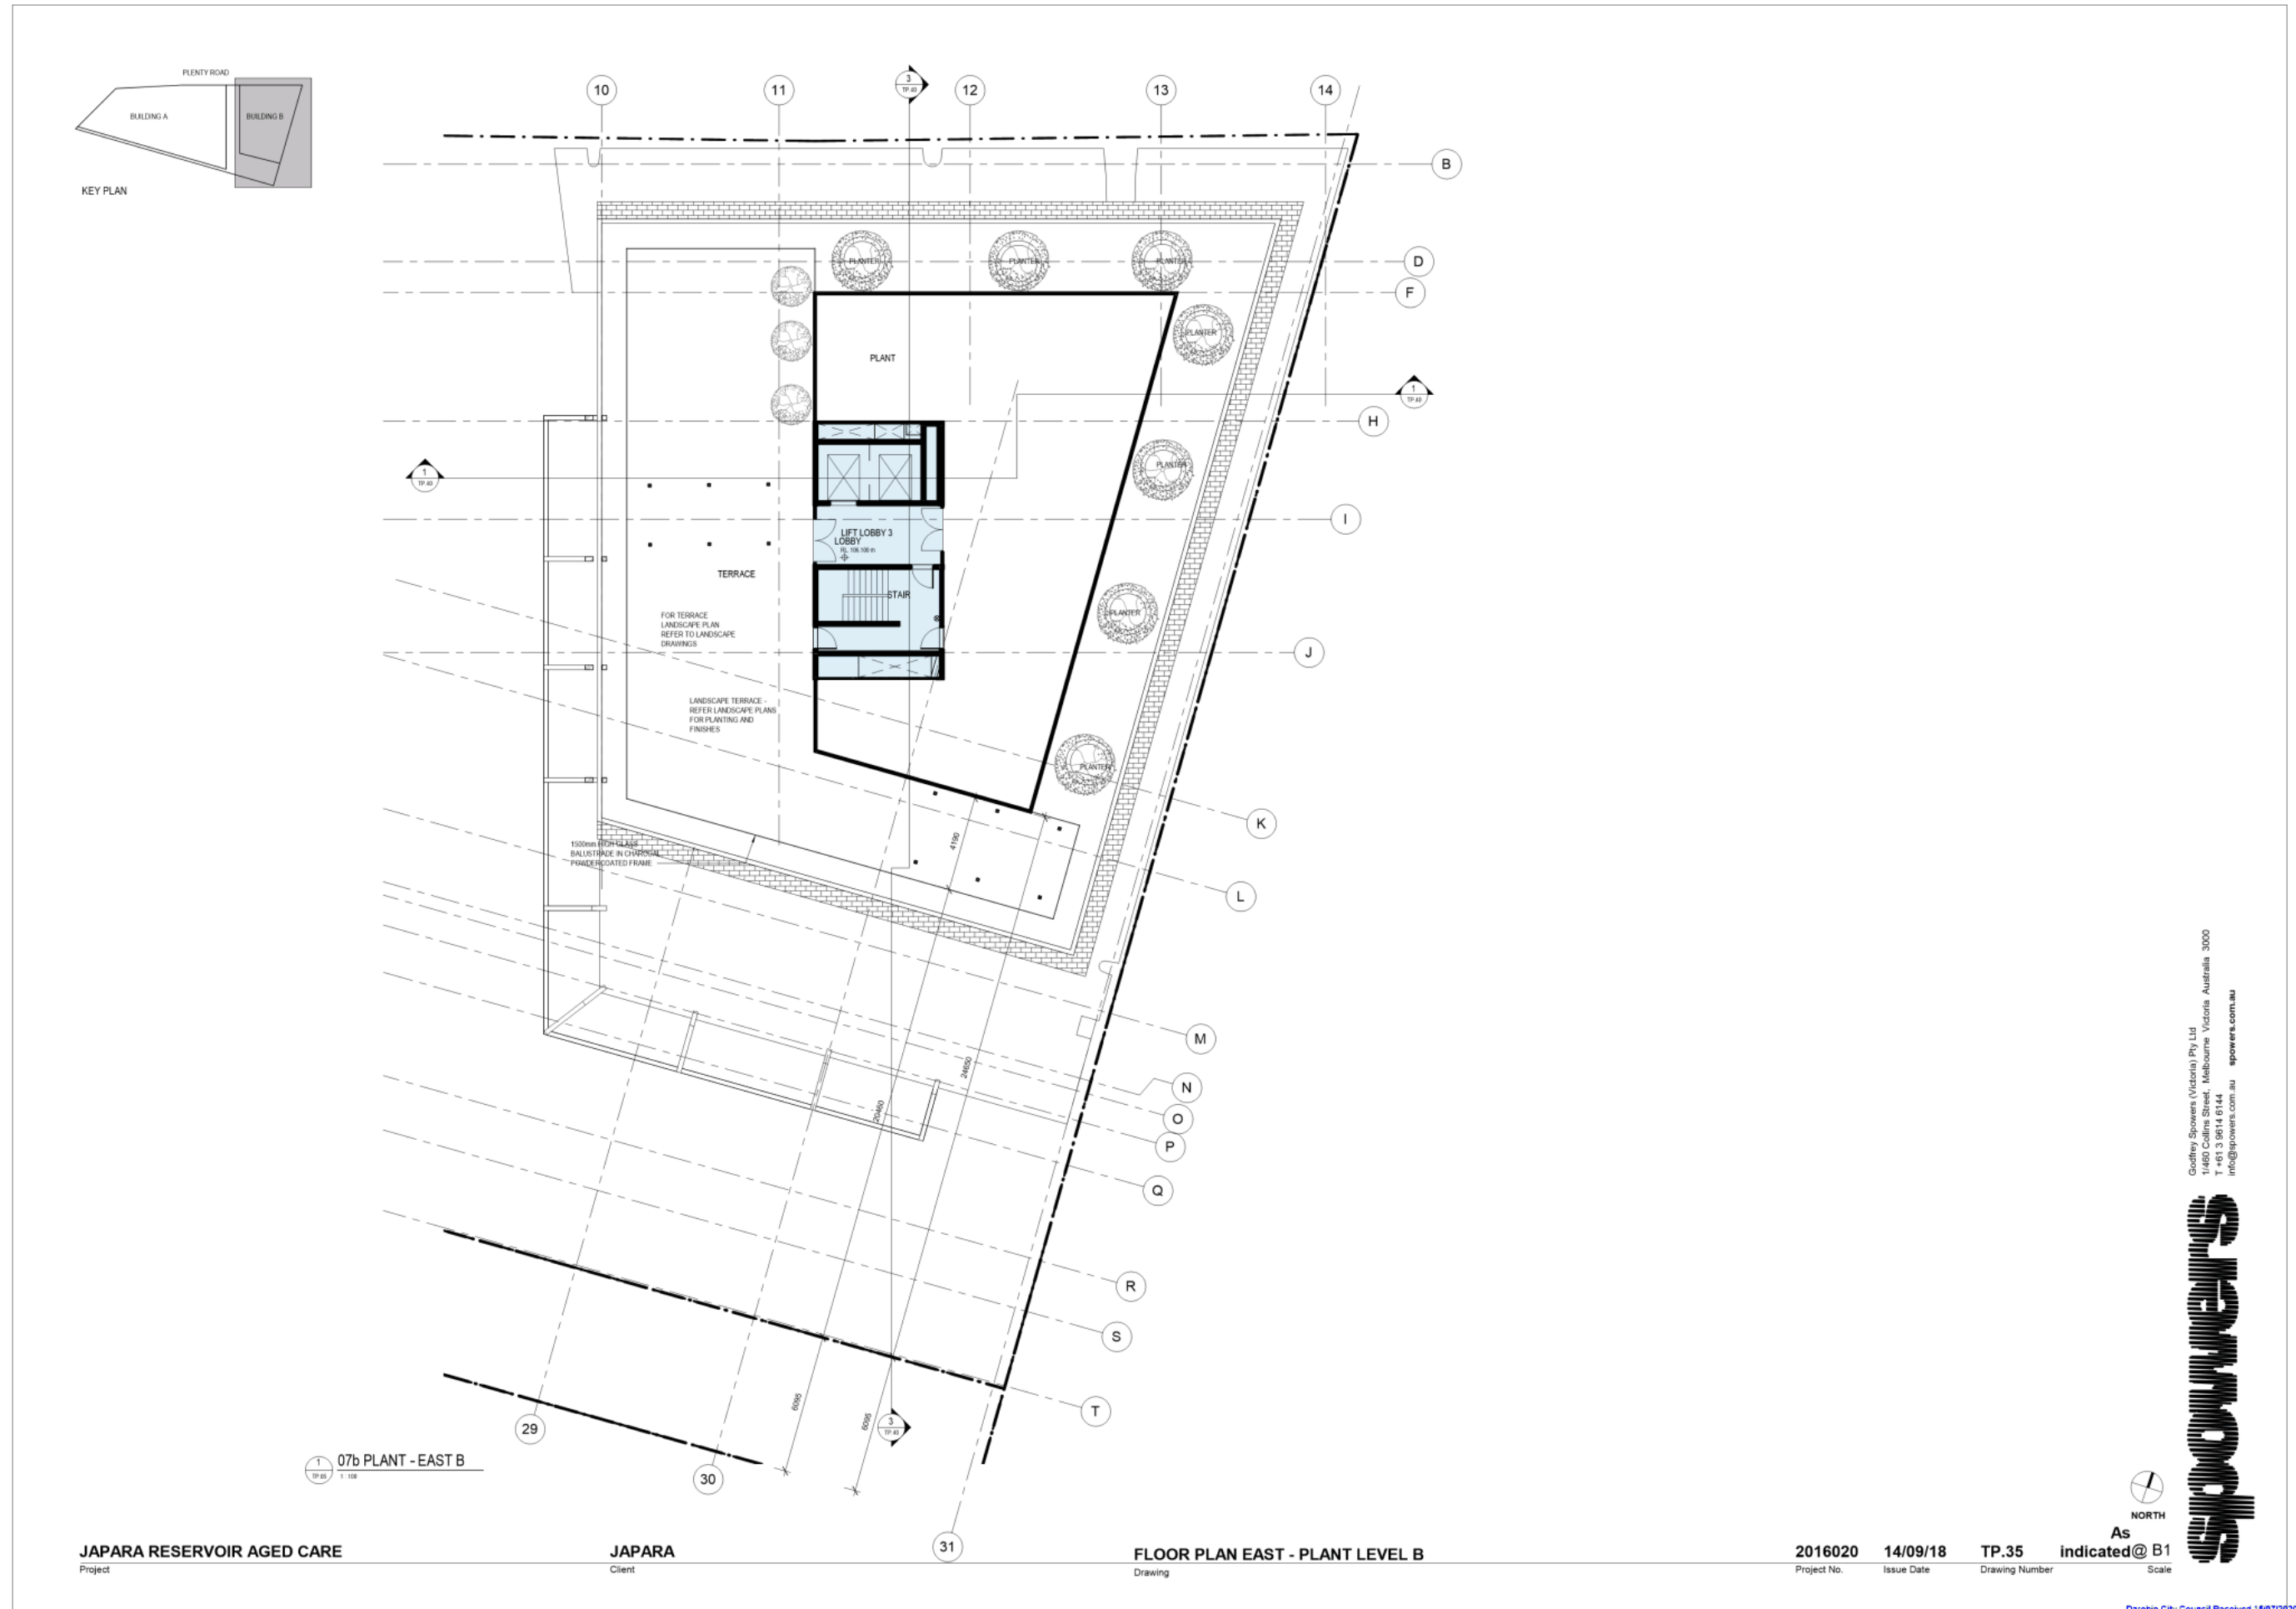 PLENTY ROAD
BUILDING A
BUILDING B
KEY PLAN
10
11
3
TP.40
12
13
14
B
D
F
H
I
J
K
L
M
N
O
P
Q
R
S
T
PLANTER
PLANTER
PLANTER
PLANTER
PLANT
1
TP.40
PLANTER
1
TP.40
LIFT LOBBY 3
LOBBY
RL. 106.100 m
TERRACE
STAIR
FOR TERRACE
LANDSCAPE PLAN
REFER TO LANDSCAPE
DRAWINGS
PLANTER
LANDSCAPE TERRACE -
REFER LANDSCAPE PLANS
FOR PLANTING AND
FINISHES
PLANTER
1500mm HIGH GLASS
BALUSTRADE IN CHARCOAL
POWDERCOATED FRAME
4190
24650
20460
6095
6095
3
TP.40
29
30
31
1
TP.05
07b PLANT - EAST B
1 : 100
Godfrey Spowers (Victoria) Pty Ltd
1/460 Collins Street, Melbourne Victoria Australia 3000
T +61 3 9614 6144
info@spowers.com.au spowers.com.au
spowers
NORTH
JAPARA RESERVOIR AGED CARE
Project
JAPARA
Client
FLOOR PLAN EAST - PLANT LEVEL B
Drawing
2016020
Project No.
14/09/18
Issue Date
TP.35
Drawing Number
As
indicated@ B1
Scale